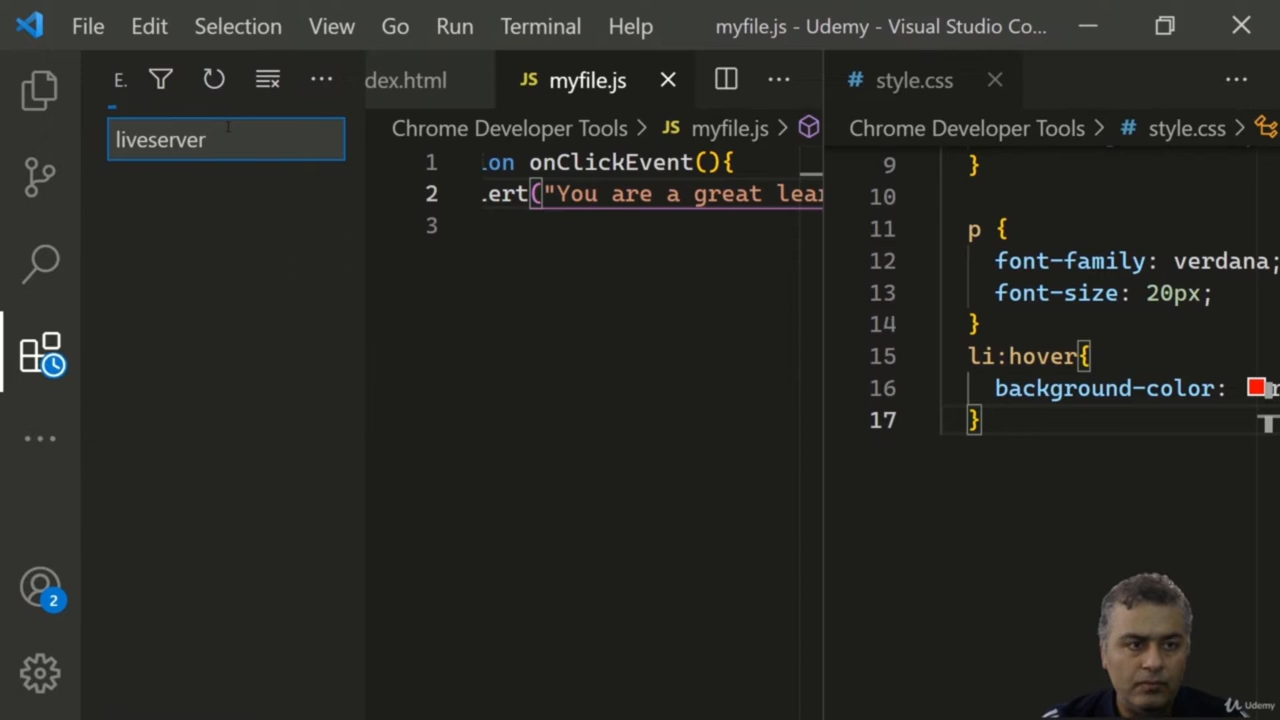 File Edit Selection View Go Run Terminal Help myfile.js - Udemy - Visual Studio Co...
E.
liveserver
dex.html
JS myfile.js
# style.css
Chrome Developer Tools > JS myfile.js >
Chrome Developer Tools > # style.css >
1 ion onClickEvent(){
2 .ert("You are a great lear
3
9 }
10
11 p {
12 font-family: verdana;
13 font-size: 20px;
14 }
15 li:hover{
16 background-color:
17 }
2
Udemy